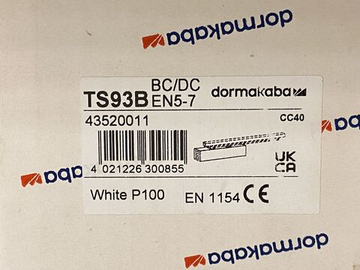 dormakaba
dormakaba
BC/DC
TS93B EN5-7
dormakaba
43520011
CC40
4 021226 300855
UK
CA
White P100
EN 1154 CE
dormakaba
dormakaba